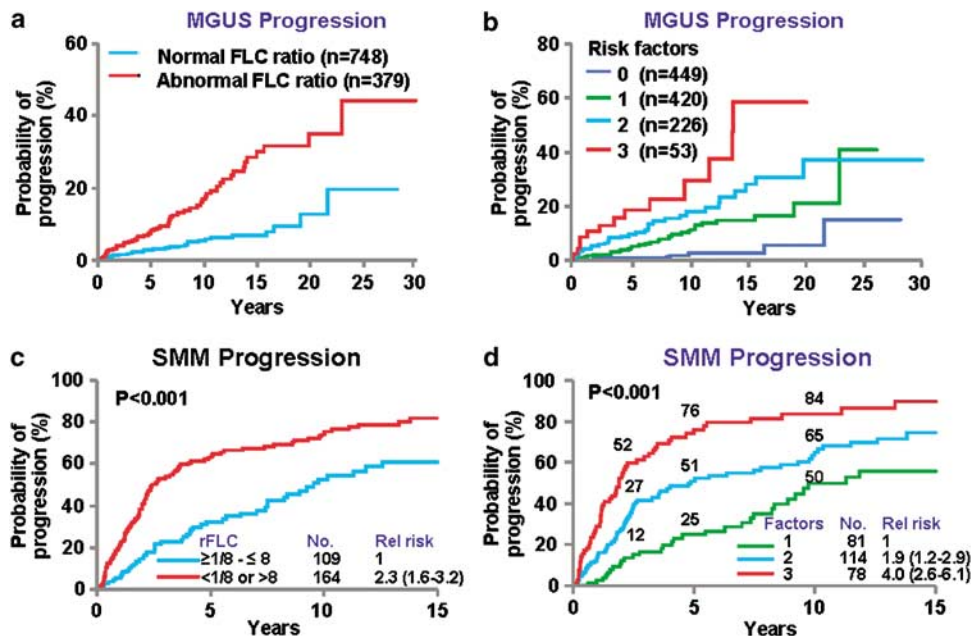 a
MGUS Progression
60
40
20
0
Probability of
progression (%)
Normal FLC ratio (n=748)
Abnormal FLC ratio (n=379)
0 5 10 15 20 25 30
Years
b
MGUS Progression
80
60
40
20
0
Probability of
progression (%)
Risk factors
0 (n=449)
1 (n=420)
2 (n=226)
3 (n=53)
0 5 10 15 20 25 30
Years
c
SMM Progression
100
80
60
40
20
0
Probability of
progression (%)
P<0.001
rFLC No. Rel risk
≥1/8 - ≤ 8 109 1
<1/8 or >8 164 2.3 (1.6-3.2)
0 5 10 15
Years
d
SMM Progression
100
80
60
40
20
0
Probability of
progression (%)
P<0.001
52 76 84
27 51 65
12 25 50
Factors No. Rel risk
1 81 1
2 114 1.9 (1.2-2.9)
3 78 4.0 (2.6-6.1)
0 5 10 15
Years